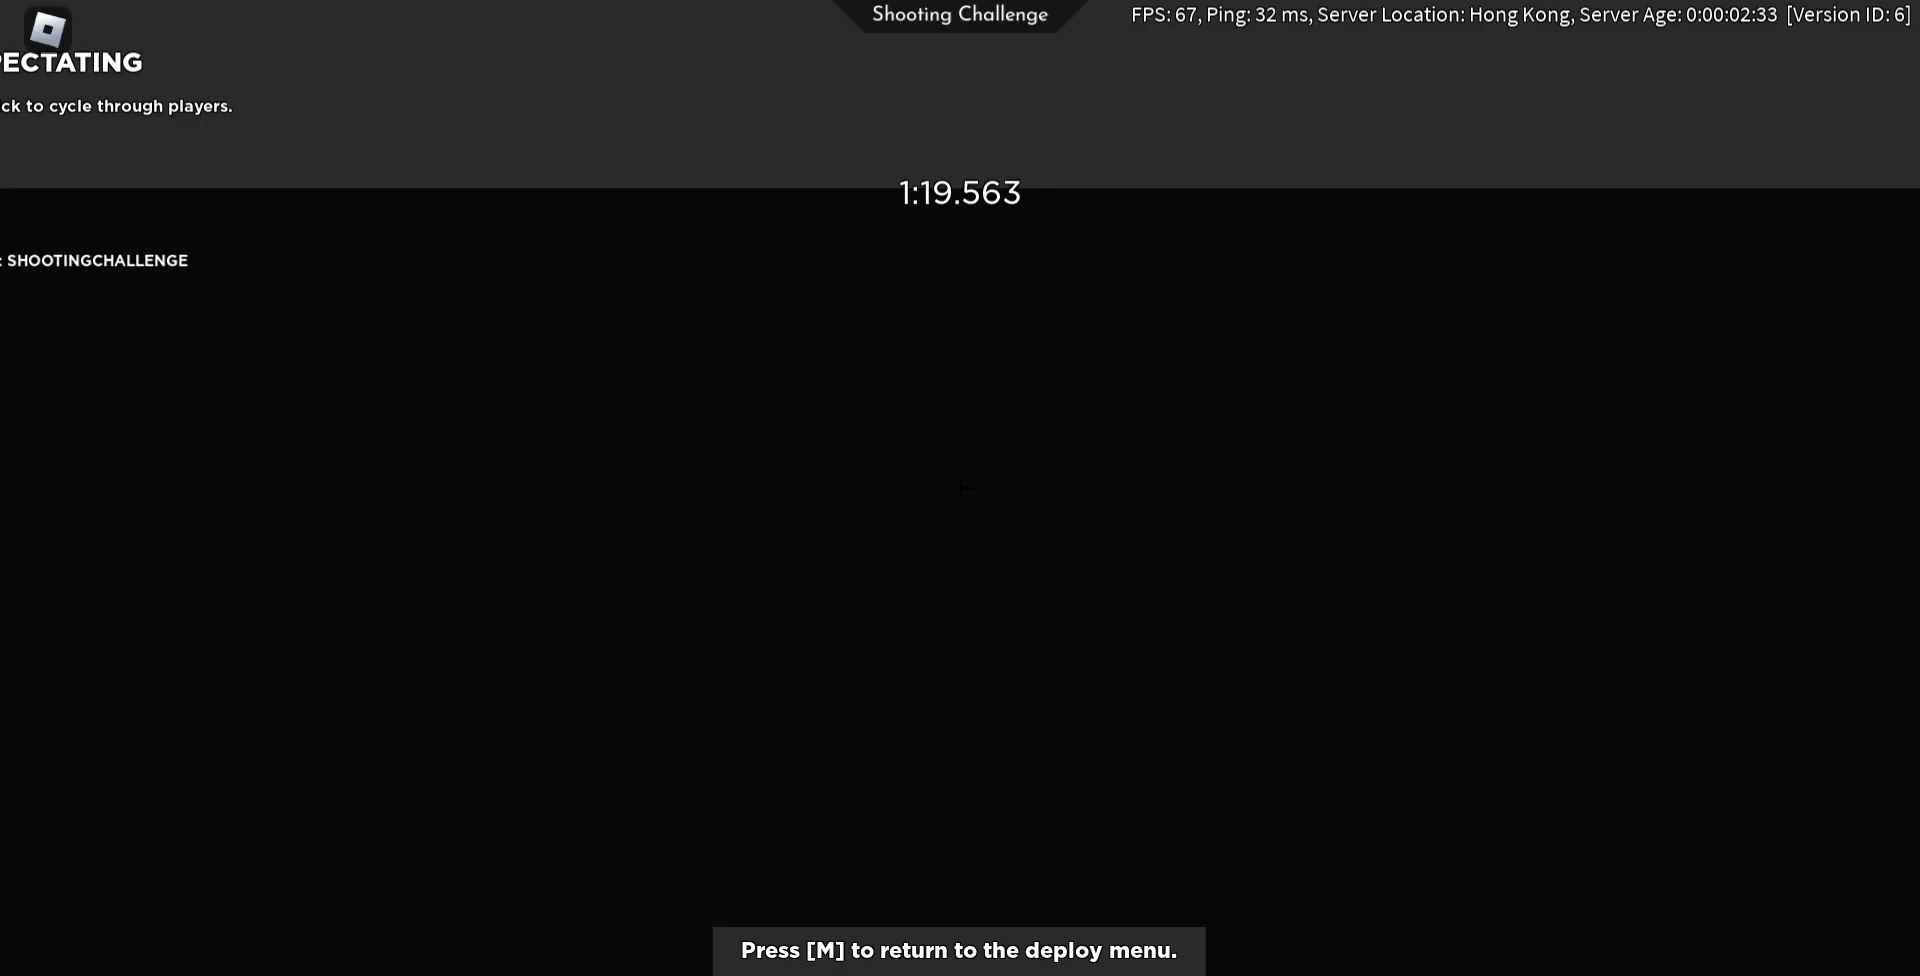 Shooting Challenge
FPS: 67, Ping: 32 ms, Server Location: Hong Kong, Server Age: 0:00:02:33 [Version ID: 6]
PECTATING
ck to cycle through players.
1:19.563
: SHOOTINGCHALLENGE
Press [M] to return to the deploy menu.